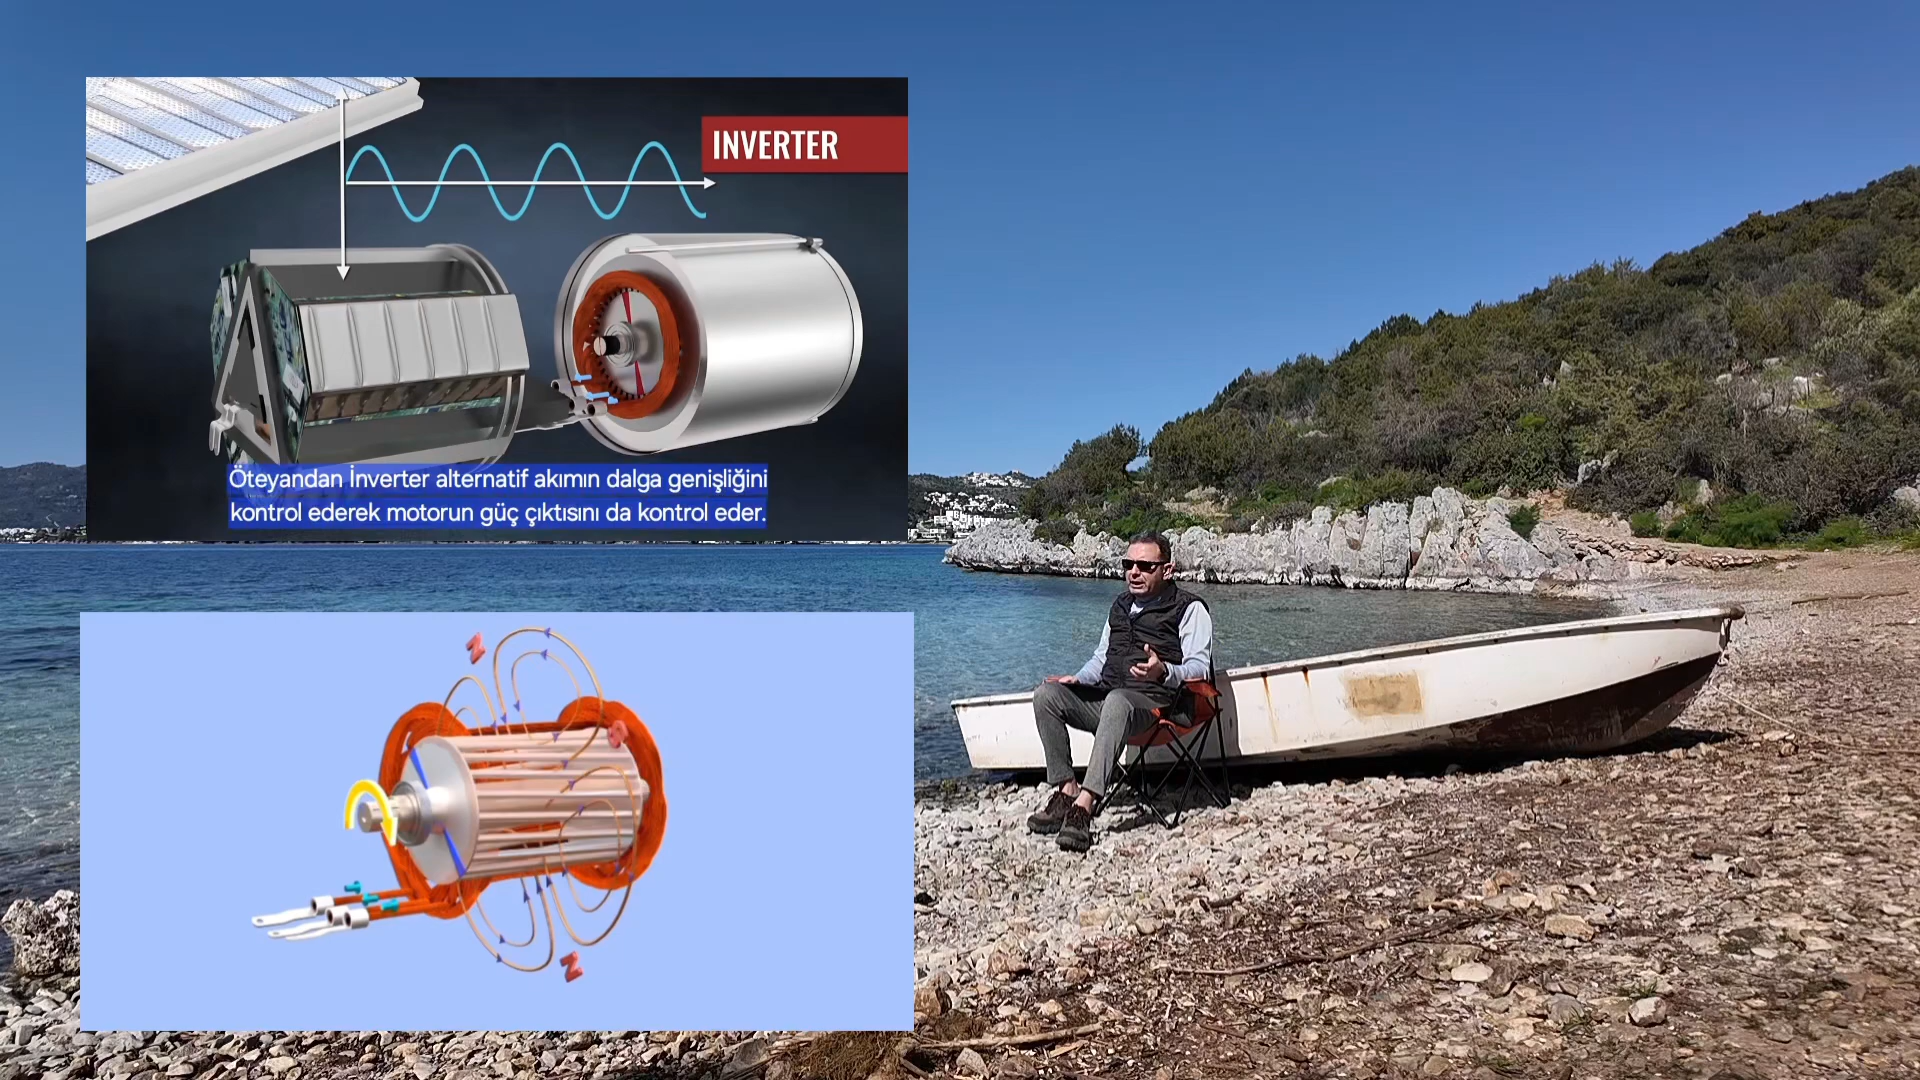 INVERTER
Öteyandan İnverter alternatif akımın dalga genişliğini
kontrol ederek motorun güç çıktısını da kontrol eder.
N
N